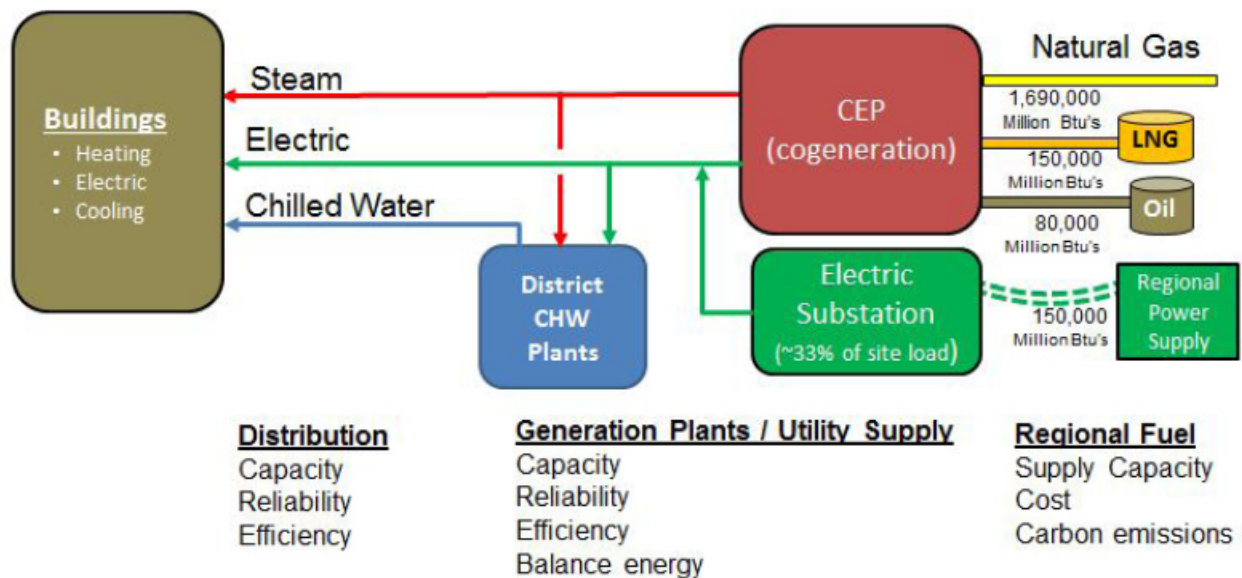 Natural Gas
1,690,000
Million Btu's
LNG
150,000
Million Btu's
Oil
80,000
Million Btu's
CEP
(cogeneration)
Steam
Electric
Chilled Water
Buildings
• Heating
• Electric
• Cooling
District
CHW
Plants
Electric
Substation
(~33% of site load)
150,000
Million Btu's
Regional
Power
Supply
Distribution
Capacity
Reliability
Efficiency
Generation Plants / Utility Supply
Capacity
Reliability
Efficiency
Balance energy
Regional Fuel
Supply Capacity
Cost
Carbon emissions